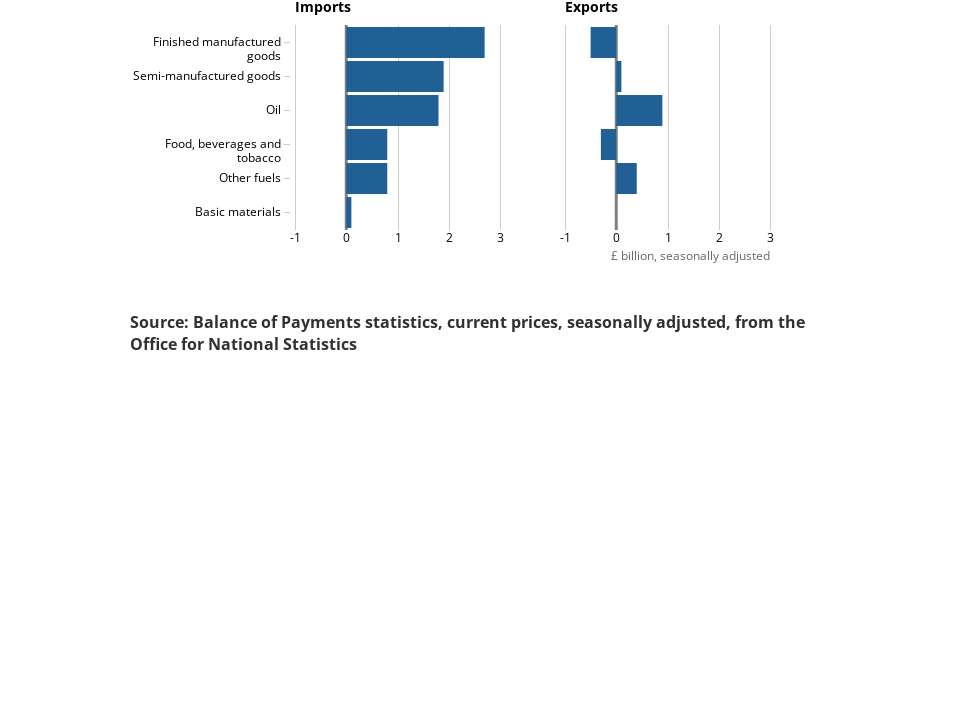 Imports
Exports
Finished manufactured
goods
Semi-manufactured goods
Oil
Food, beverages and
tobacco
Other fuels
Basic materials
-1 0 1 2 3
-1 0 1 2 3
£ billion, seasonally adjusted
Source: Balance of Payments statistics, current prices, seasonally adjusted, from the
Office for National Statistics